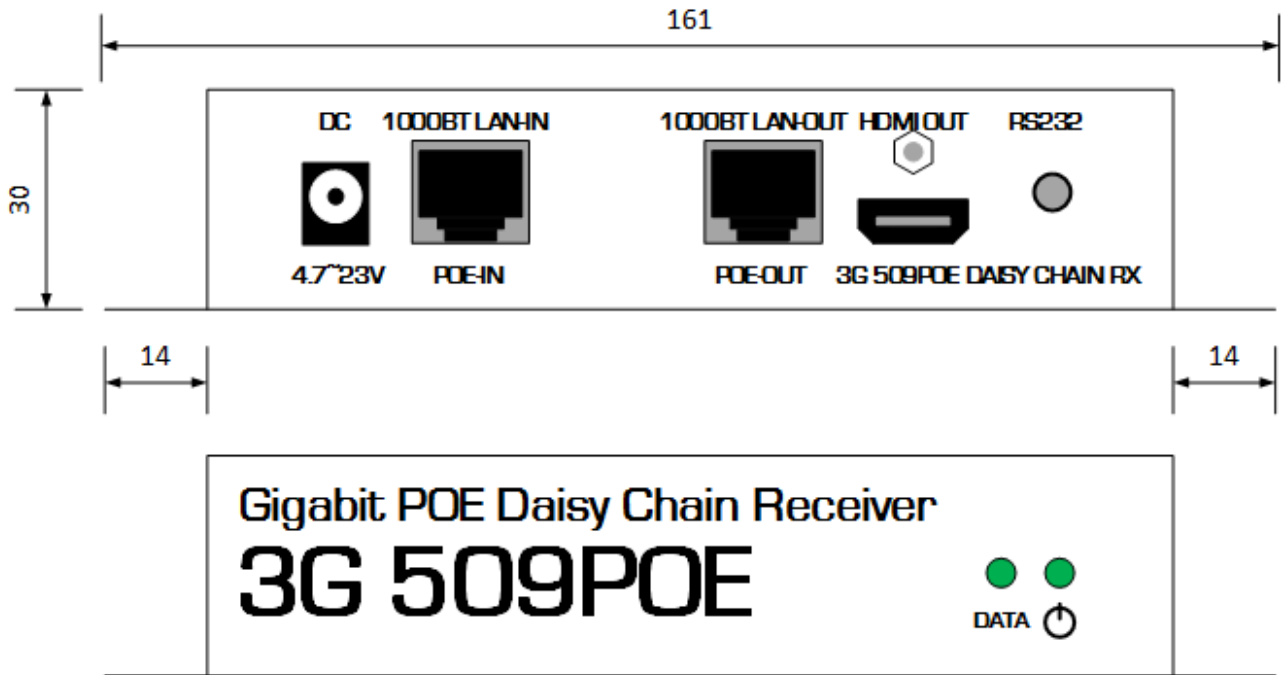 161
30
DC 1000BT LAN-IN 1000BT LAN-OUT HDMI OUT RS232
4.7~23V POE-IN POE-OUT 3G 509POE DAISY CHAIN RX
14 14
Gigabit POE Daisy Chain Receiver
3G 509POE
DATA